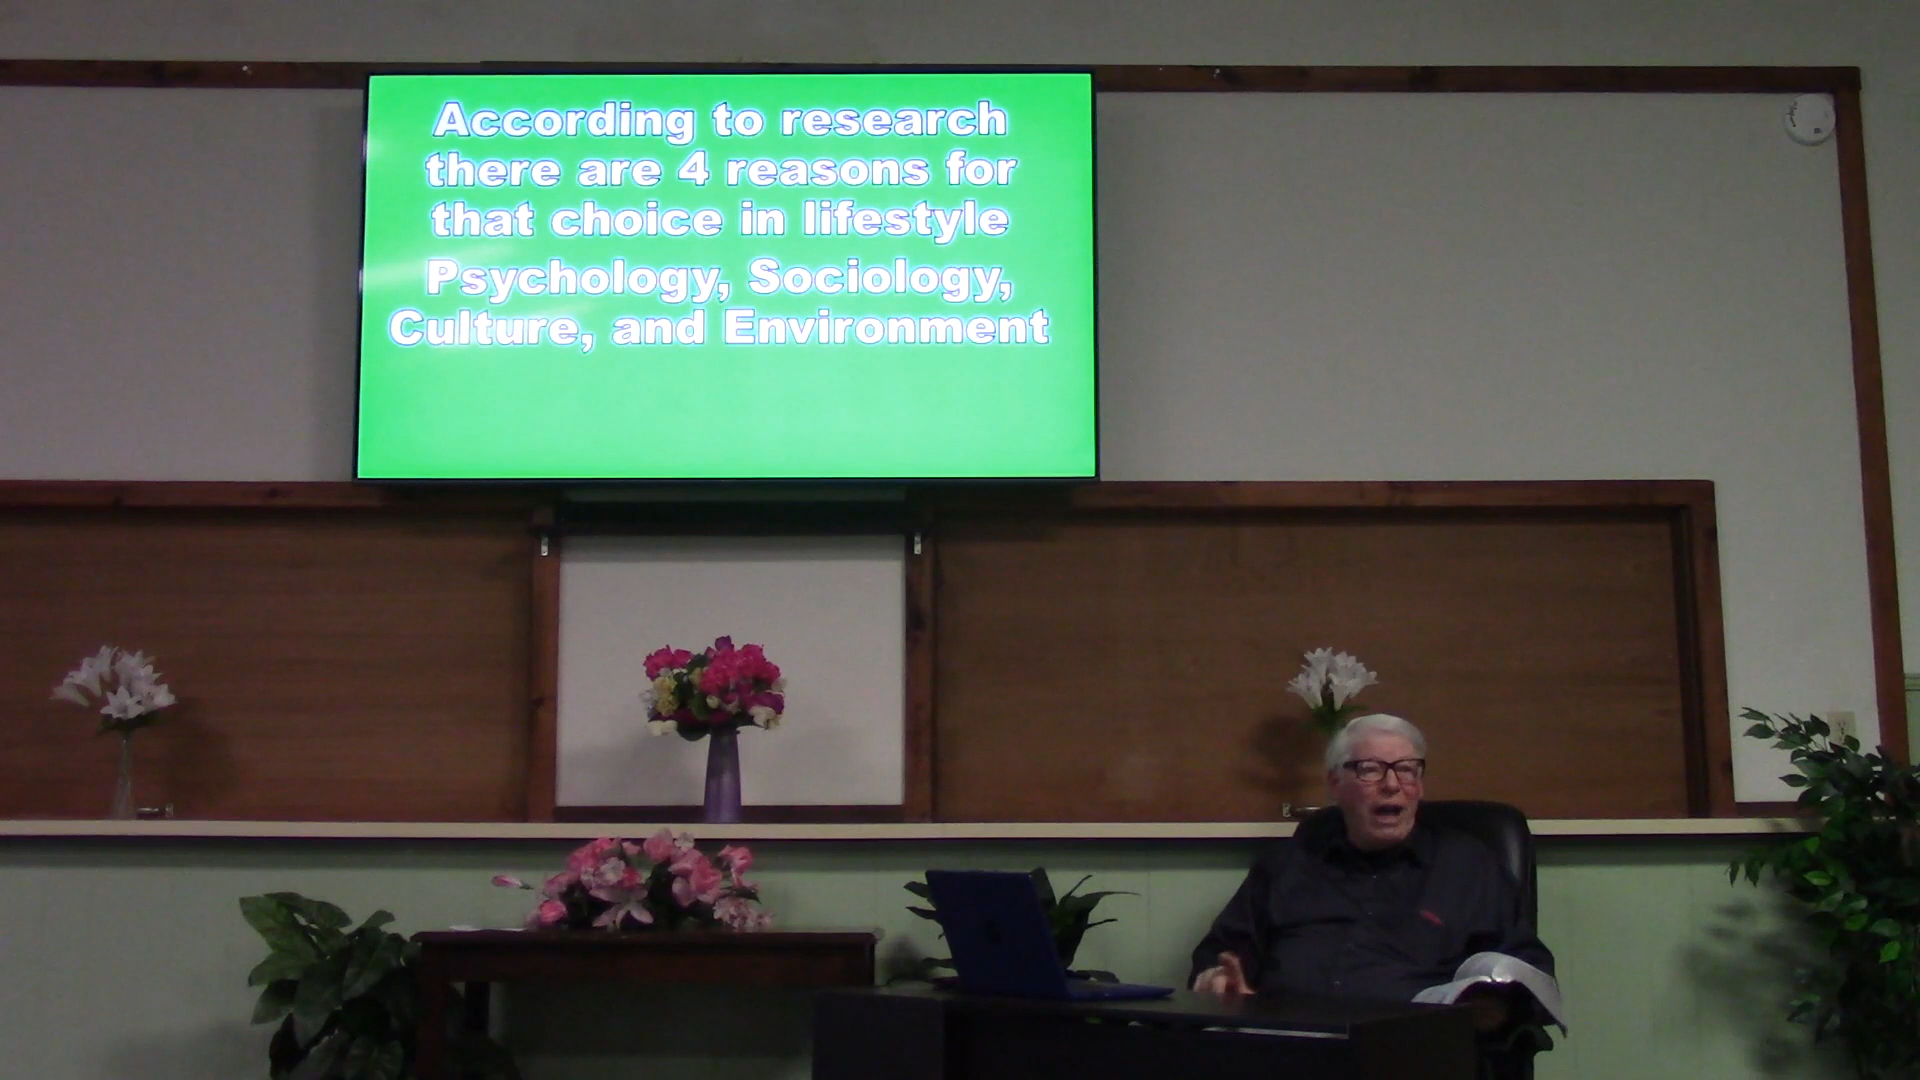 According to research
there are 4 reasons for
that choice in lifestyle
Psychology, Sociology,
Culture, and Environment